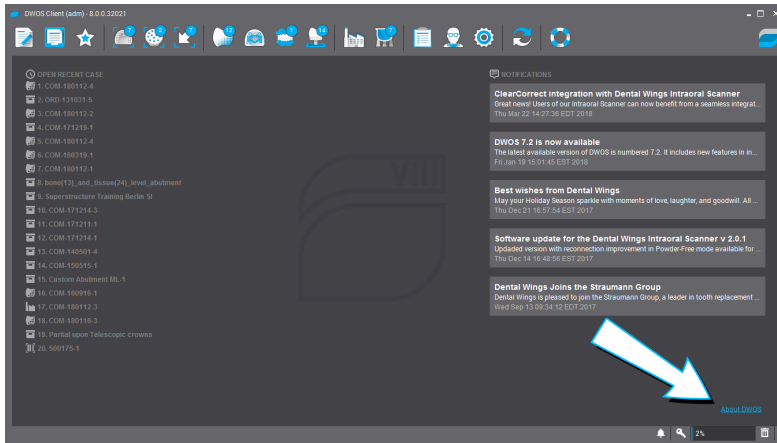 DWOS Client (adm) - 8.0.0.32021
7
3
7
13
1
14
7
OPEN RECENT CASE
1. COM-180112-4
2. ORD-131031-5
3. COM-180112-2
4. COM-171219-1
5. COM-180112-4
6. COM-180319-1
7. COM-180112-1
8. bone(13)_and_tissue(24)_level_abutment
9. Superstructure Training Berlin SI
10. COM-171214-3
11. COM-171211-1
12. COM-171214-1
13. COM-140501-4
14. COM-150515-1
15. Custom Abutment ML-1
16. COM-160916-1
17. COM-180112-3
18. COM-180116-3
19. Partial upon Telescopic crowns
20. 500175-1
VIII
NOTIFICATIONS
ClearCorrect integration with Dental Wings Intraoral Scanner
Great news! Users of our Intraoral Scanner can now benefit from a seamless integrat...
Thu Mar 22 14:27:36 EDT 2018
DWOS 7.2 is now available
The latest available version of DWOS is numbered 7.2. It includes new features in in...
Fri Jan 19 15:01:45 EST 2018
Best wishes from Dental Wings
May your Holiday Season sparkle with moments of love, laughter, and goodwill. All ...
Thu Dec 21 16:57:54 EST 2017
Software update for the Dental Wings Intraoral Scanner v 2.0.1
Updaded version with reconnection improvement in Powder-Free mode available for ...
Thu Dec 14 15:48:56 EST 2017
Dental Wings Joins the Straumann Group
Dental Wings is pleased to join the Straumann Group, a leader in tooth replacement ...
Wed Sep 13 09:34:12 EDT 2017
About DWOS
2%